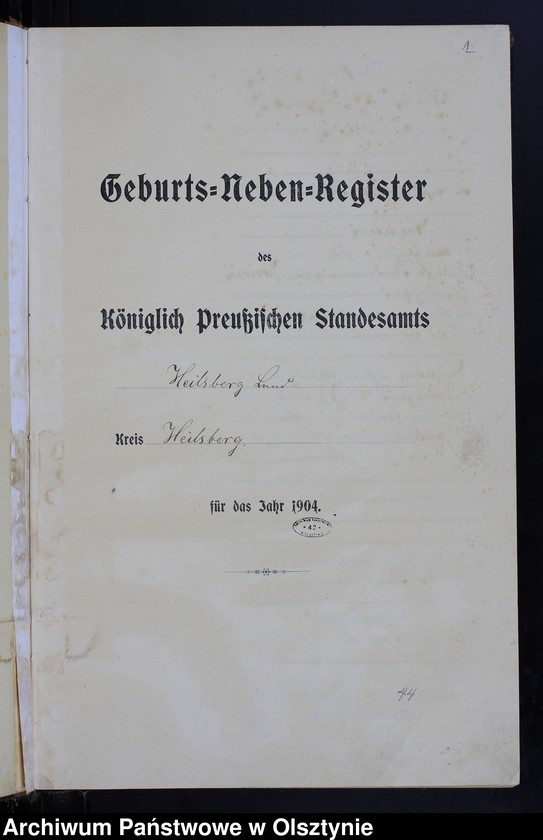 1
Geburts=Neben=Register
des
Königlich Preußischen Standesamts
Heilsberg Land
Kreis Heilsberg.
für das Jahr 1904.
42
44
Archiwum Państwowe w Olsztynie